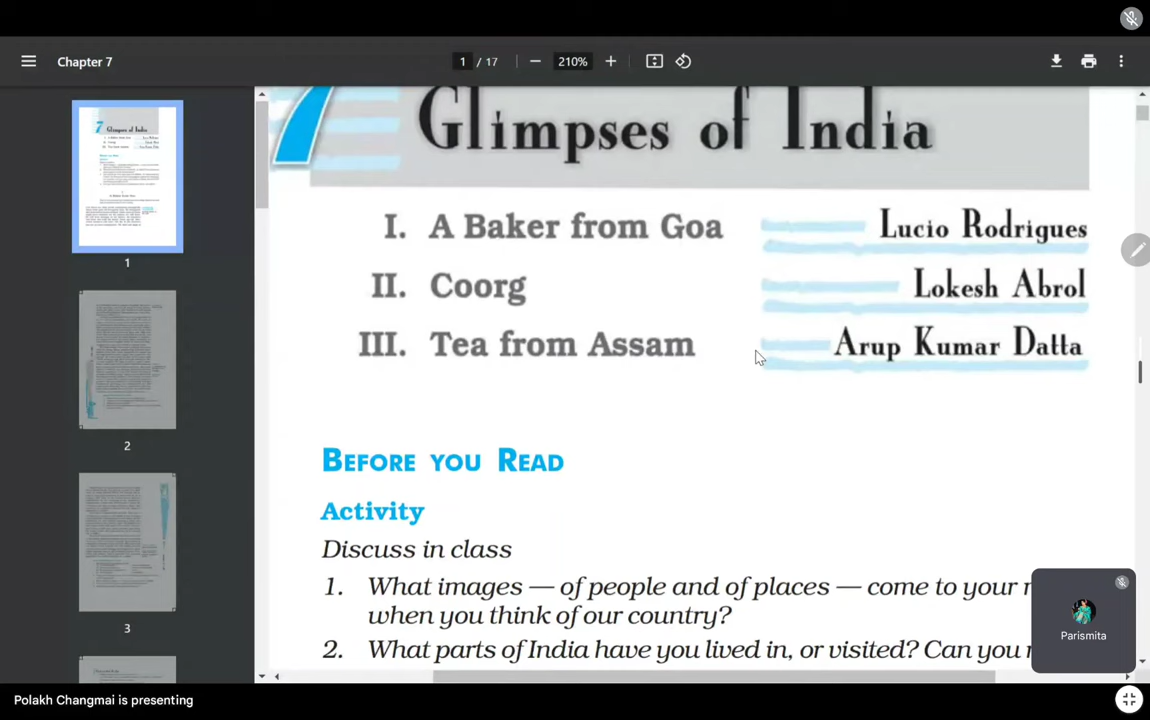 Chapter 7
1 / 17
210%
7 Glimpses of India
I. A Baker from Goa Lucio Rodrigues
II. Coorg Lokesh Abrol
III. Tea from Assam Arup Kumar Datta
BEFORE YOU READ
Activity
Discuss in class
1. What images — of people and of places — come to your
when you think of our country?
2. What parts of India have you lived in, or visited? Can you
1
2
3
Parismita
Polakh Changmai is presenting